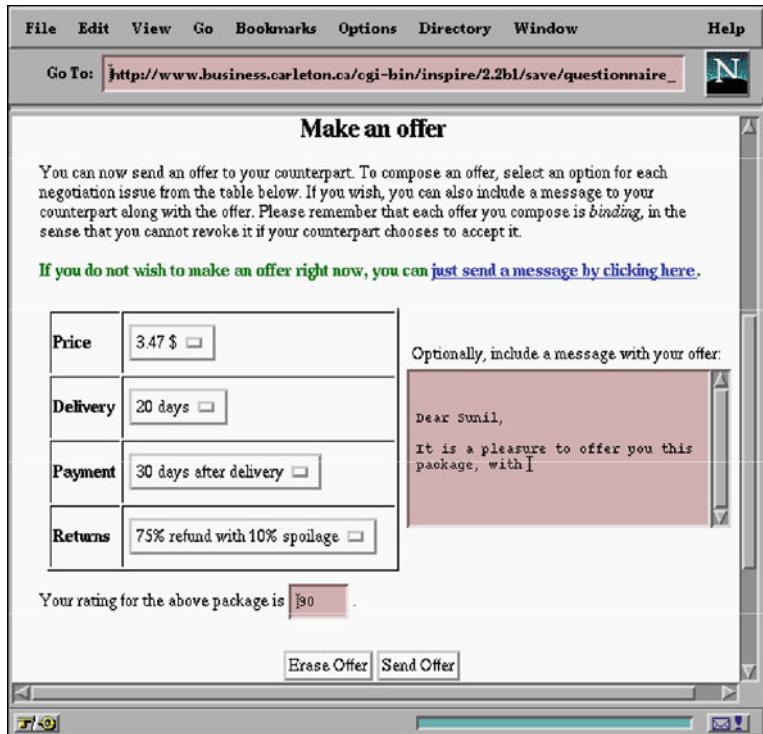 File Edit View Go Bookmarks Options Directory Window Help
Go To: http://www.business.carleton.ca/cgi-bin/inspire/2.2b1/save/questionnaire_
N
Make an offer
You can now send an offer to your counterpart. To compose an offer, select an option for each
negotiation issue from the table below. If you wish, you can also include a message to your
counterpart along with the offer. Please remember that each offer you compose is binding, in the
sense that you cannot revoke it if your counterpart chooses to accept it.
If you do not wish to make an offer right now, you can just send a message by clicking here.
Price 3.47 $
Delivery 20 days
Payment 30 days after delivery
Returns 75% refund with 10% spoilage
Optionally, include a message with your offer:
Dear Sunil,
It is a pleasure to offer you this
package, with
Your rating for the above package is 90 .
Erase Offer Send Offer